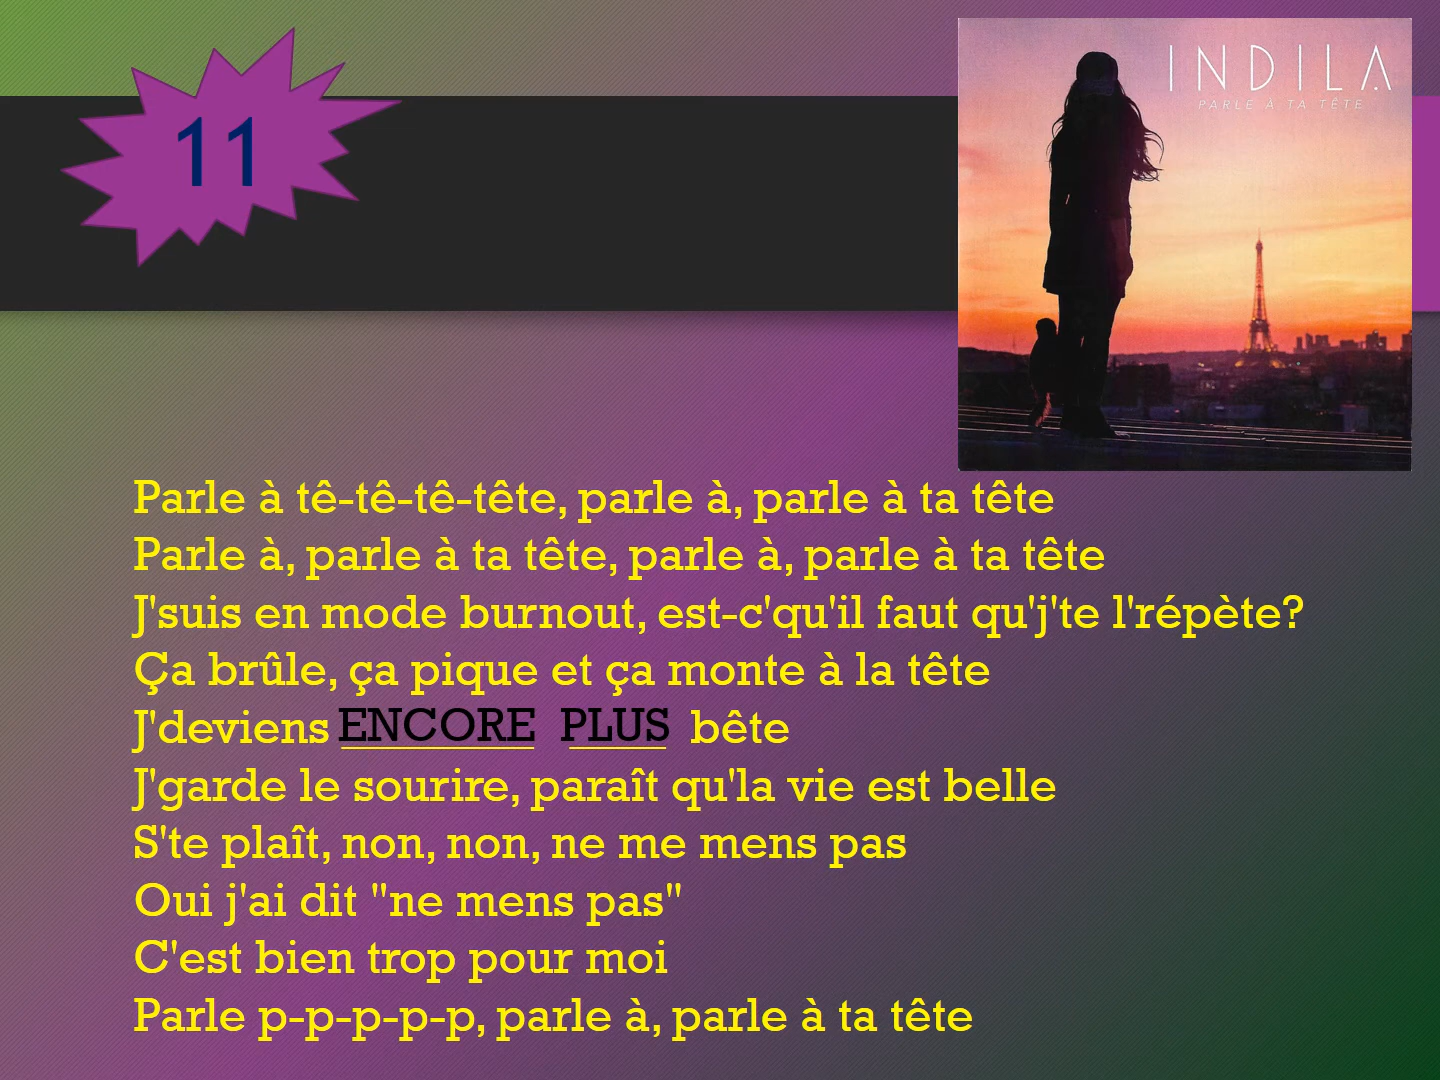 11
INDILA
PARLE À TA TÊTE
Parle à tê-tê-tê-tête, parle à, parle à ta tête
Parle à, parle à ta tête, parle à, parle à ta tête
J'suis en mode burnout, est-c'qu'il faut qu'j'te l'répète?
Ça brûle, ça pique et ça monte à la tête
J'deviens ENCORE PLUS bête
J'garde le sourire, paraît qu'la vie est belle
S'te plaît, non, non, ne me mens pas
Oui j'ai dit "ne mens pas"
C'est bien trop pour moi
Parle p-p-p-p-p, parle à, parle à ta tête